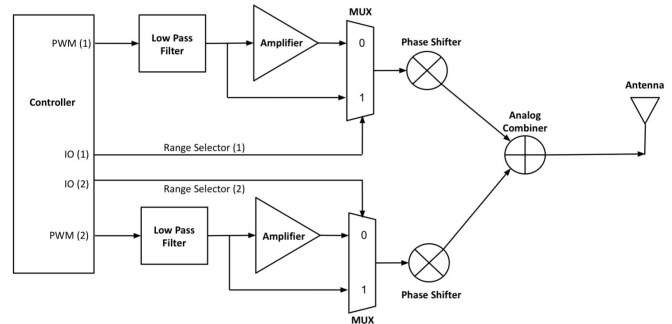 MUX
PWM (1)
Low Pass
Filter
Amplifier
0
Phase Shifter
Controller
1
Antenna
Analog
Combiner
IO (1)
Range Selector (1)
IO (2)
Range Selector (2)
PWM (2)
Low Pass
Filter
Amplifier
0
1
Phase Shifter
MUX